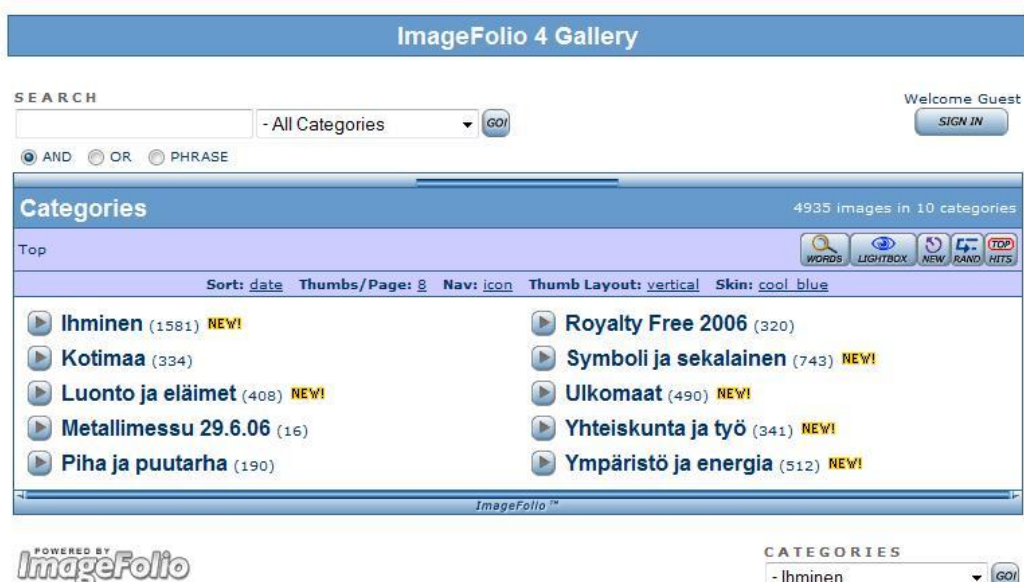 ImageFolio 4 Gallery
SEARCH
Welcome Guest
- All Categories GO!
SIGN IN
AND OR PHRASE
Categories 4935 images in 10 categories
Top WORDS LIGHTBOX NEW RAND TOP HITS
Sort: date Thumbs/Page: 8 Nav: icon Thumb Layout: vertical Skin: cool_blue
Ihminen (1581) NEW!
Kotimaa (334)
Luonto ja eläimet (408) NEW!
Metallimessu 29.6.06 (16)
Piha ja puutarha (190)
Royalty Free 2006 (320)
Symboli ja sekalainen (743) NEW!
Ulkomaat (490) NEW!
Yhteiskunta ja työ (341) NEW!
Ympäristö ja energia (512) NEW!
ImageFolio™
POWERED BY
ImageFolio
CATEGORIES
- Ihminen GO!